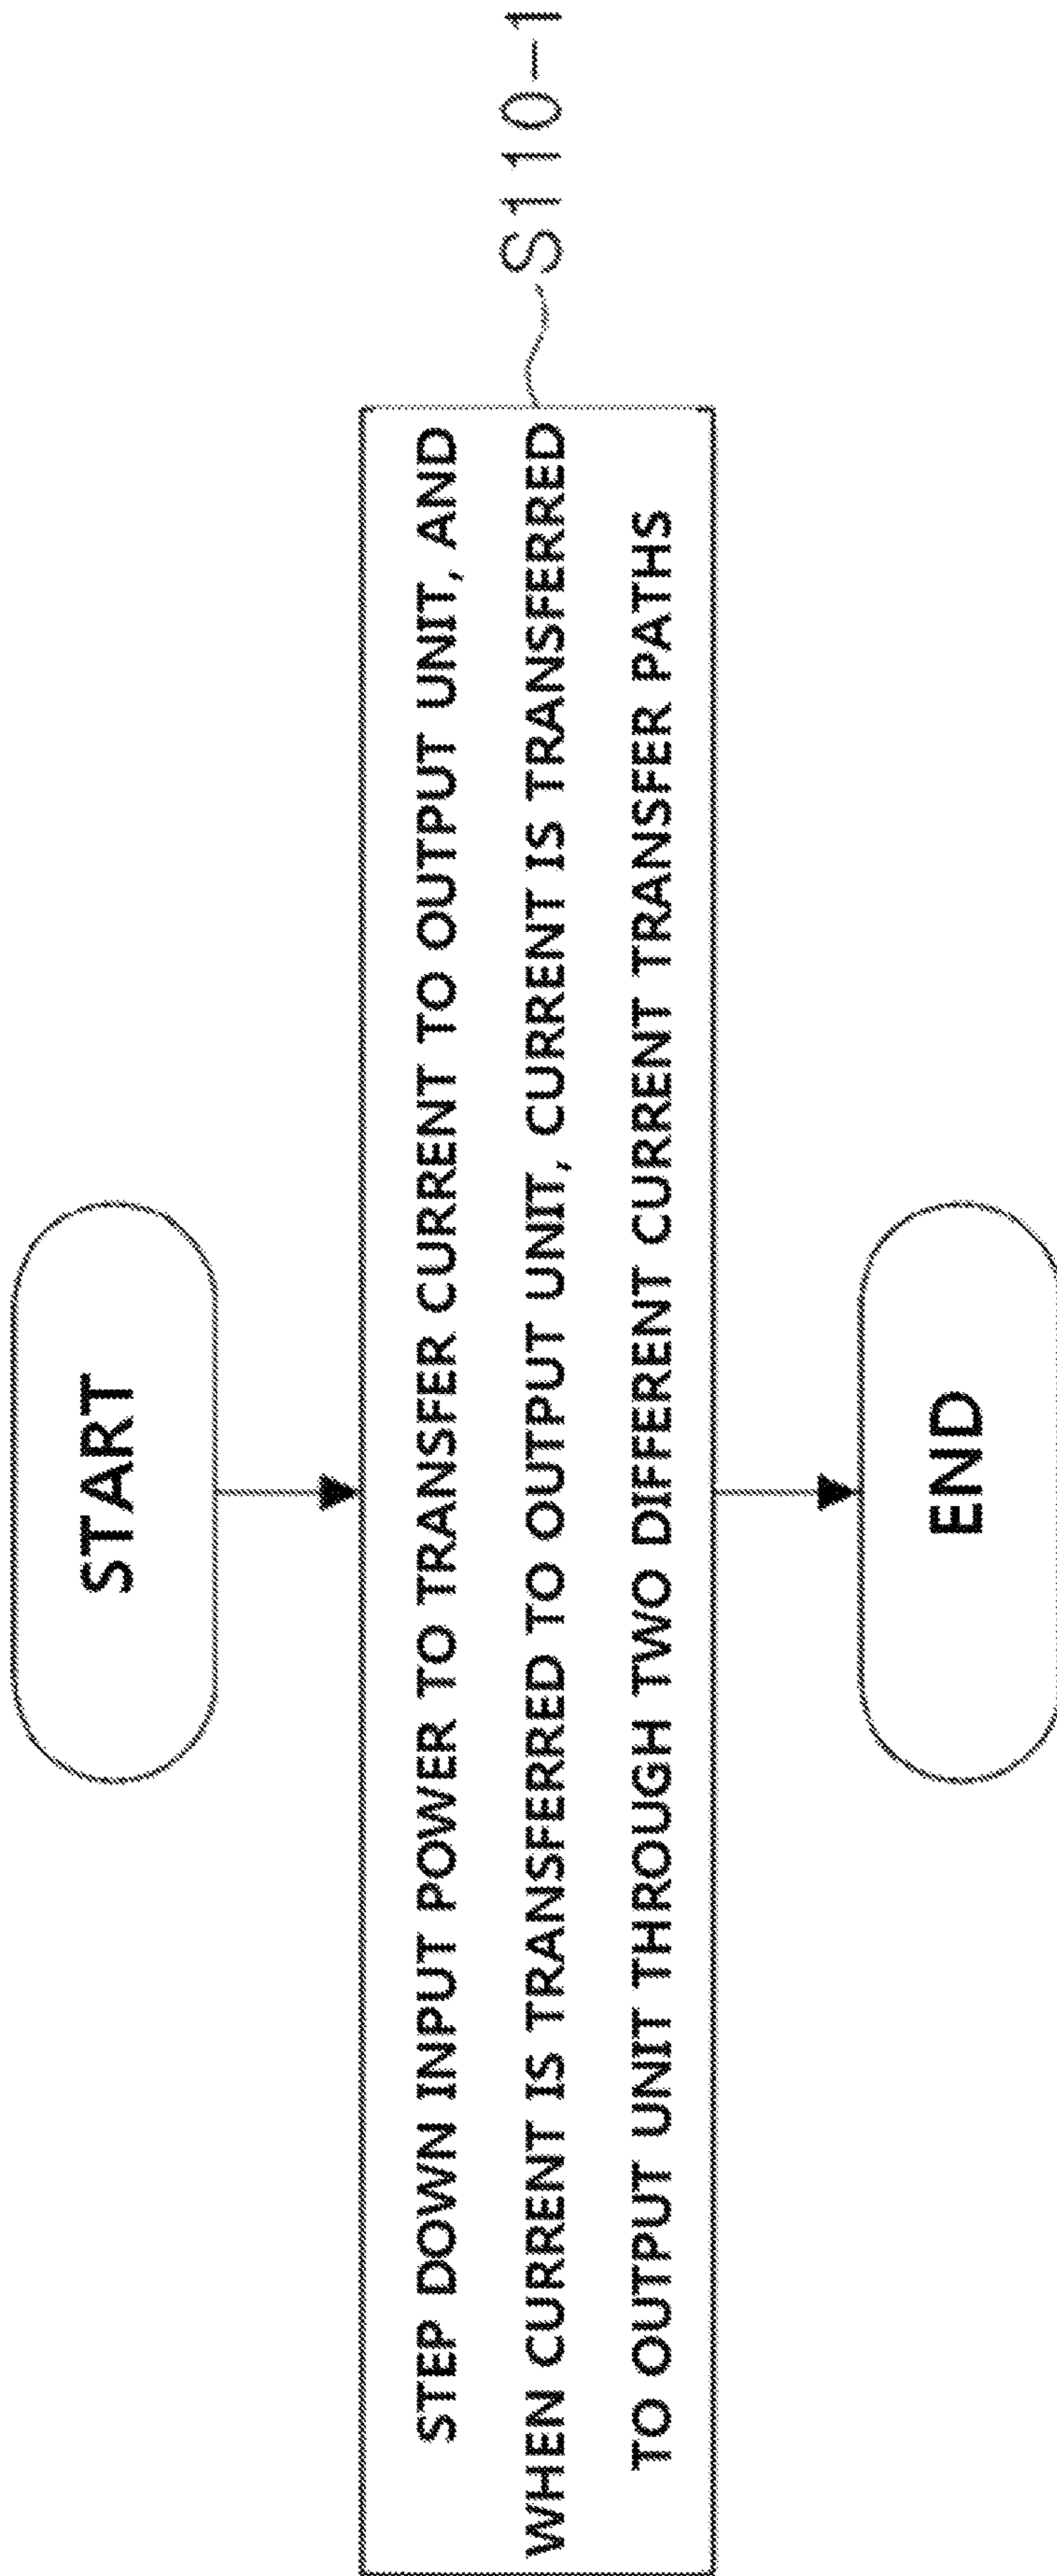 START
STEP DOWN INPUT POWER TO TRANSFER CURRENT TO OUTPUT UNIT, AND
WHEN CURRENT IS TRANSFERRED TO OUTPUT UNIT, CURRENT IS TRANSFERRED
TO OUTPUT UNIT THROUGH TWO DIFFERENT CURRENT TRANSFER PATHS
S110-1
END